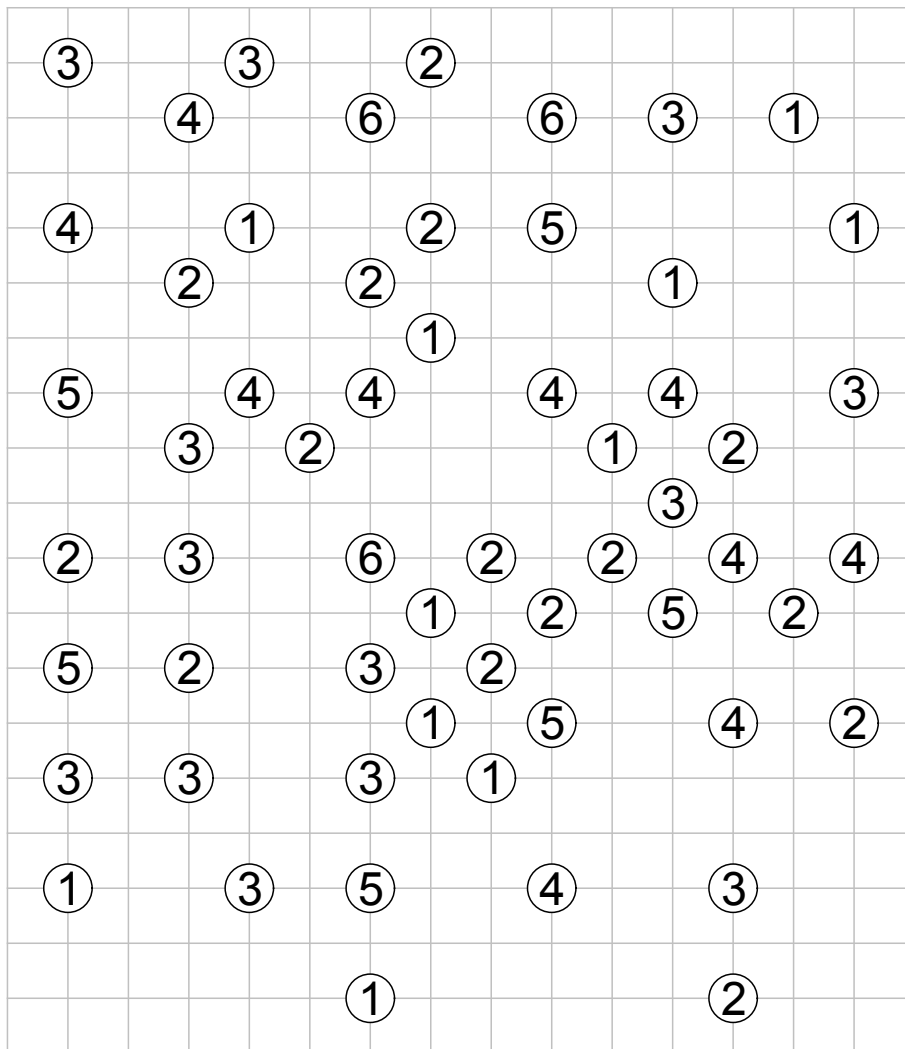 3 3 2
4 6 6 3 1
4 1 2 5 1
2 2 1
1
5 4 4 4 4 3
3 2 1 2
3
2 3 6 2 2 4 4
1 2 5 2
5 2 3 2
1 5 4 2
3 3 3 1
1 3 5 4 3
1 2